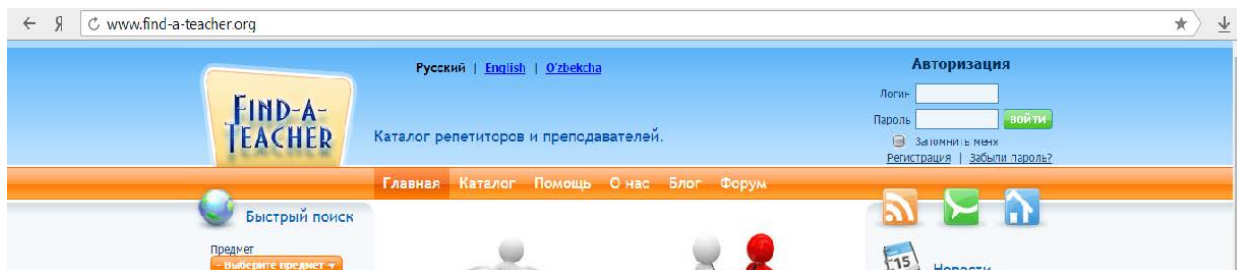 Я www.find-a-teacher.org
Русский | English | O'zbekcha
Авторизация
FIND-A-
TEACHER
Логин
Пароль войти
Каталог репетиторов и преподавателей.
Запомнить меня
Регистрация | Забыли пароль?
Главная Каталог Помощь О нас Блог Форум
Быстрый поиск
Предмет
- Выберите предмет
15
Новости